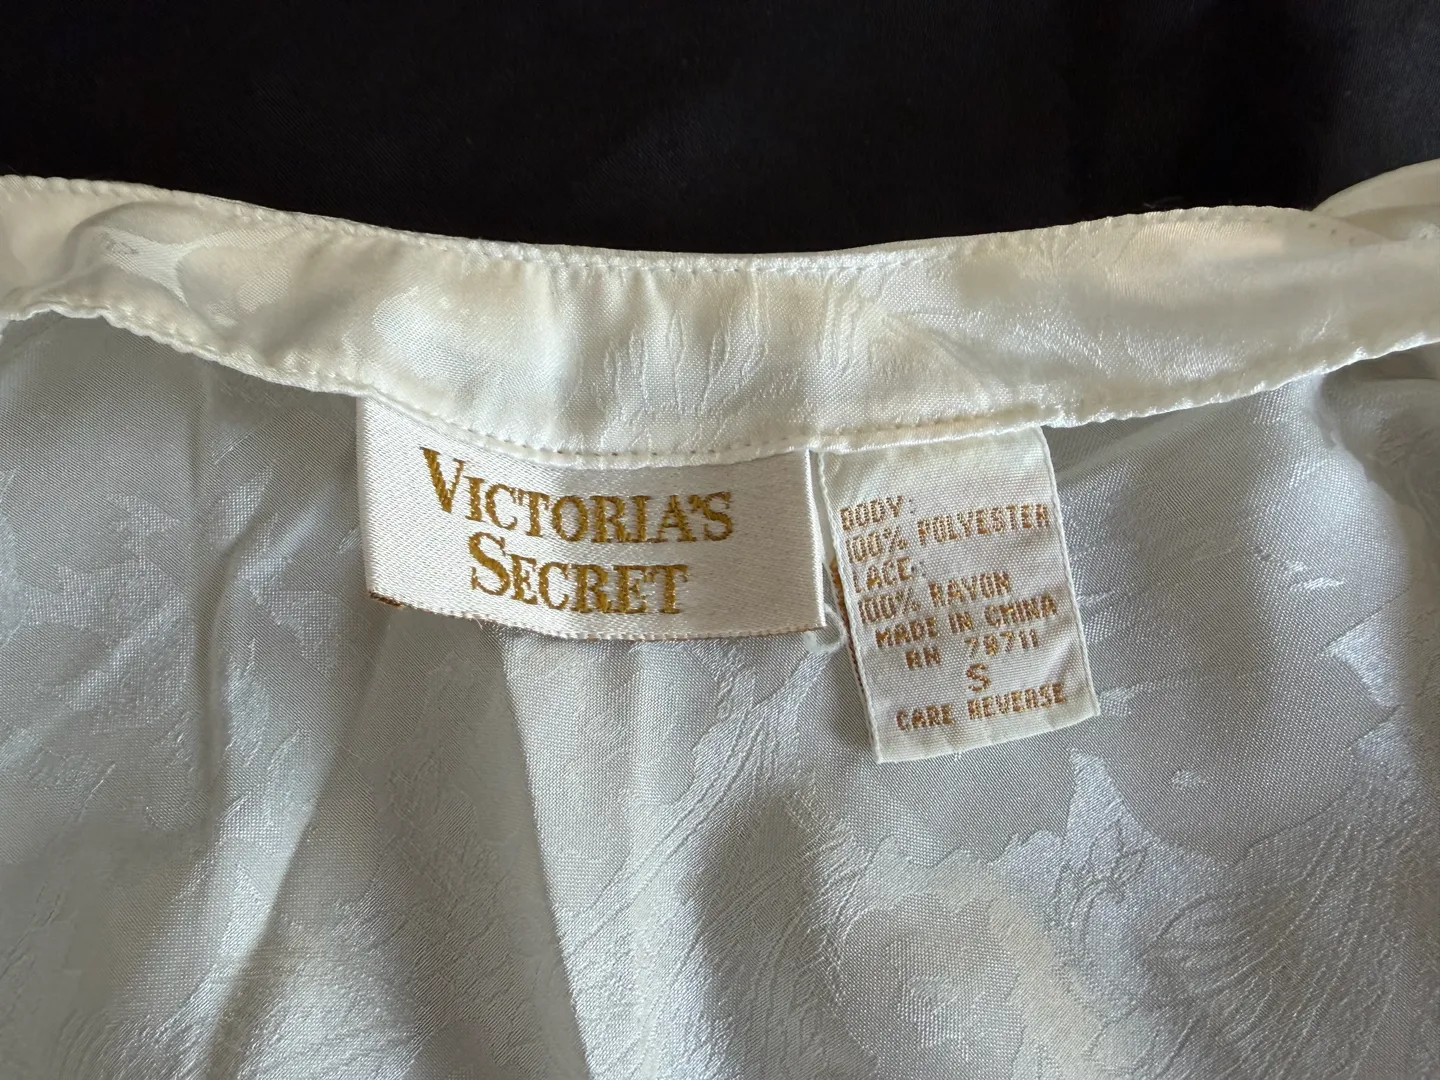 VICTORIA'S
SECRET
BODY:
100% POLYESTER
LACE:
100% RAYON
MADE IN CHINA
RN 78711
S
CARE REVERSE